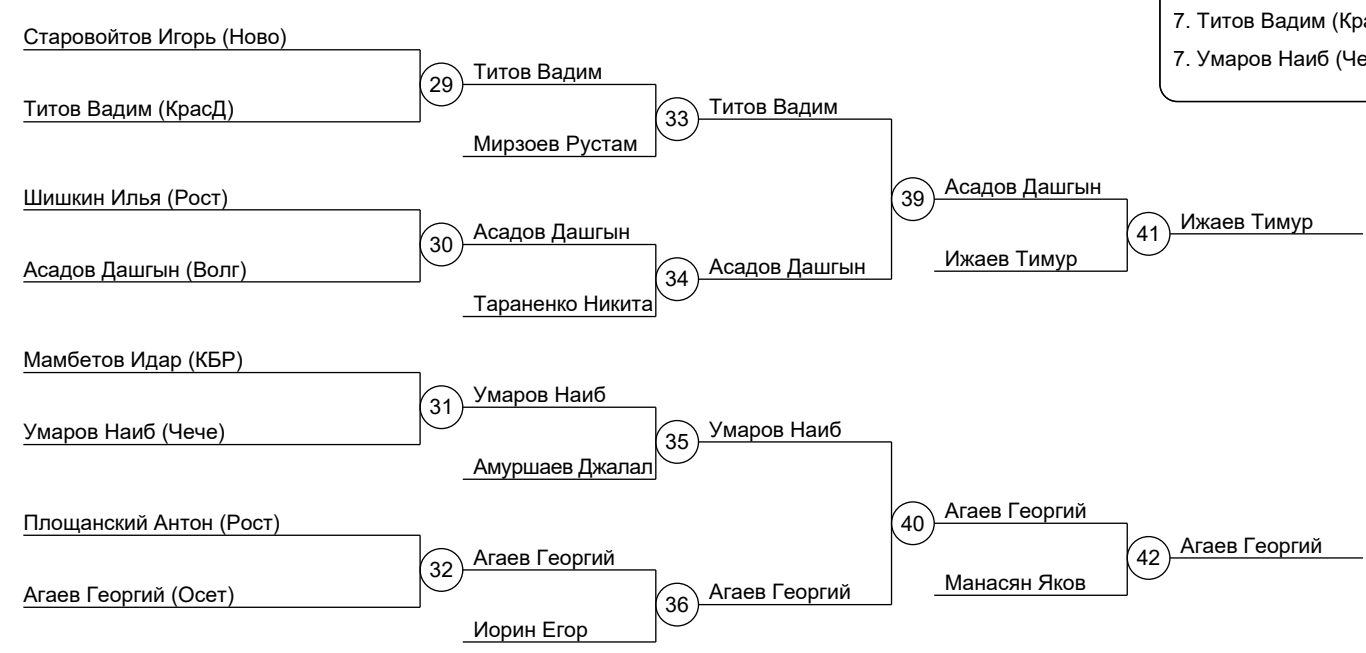 7. Титов Вадим (Кра
7. Умаров Наиб (Че
Старовойтов Игорь (Ново)
29
Титов Вадим
Титов Вадим (КрасД)
33
Титов Вадим
Мирзоев Рустам
39
Асадов Дашгын
Шишкин Илья (Рост)
30
Асадов Дашгын
41
Ижаев Тимур
Асадов Дашгын (Волг)
34
Асадов Дашгын
Ижаев Тимур
Тараненко Никита
Мамбетов Идар (КБР)
31
Умаров Наиб
Умаров Наиб (Чече)
35
Умаров Наиб
Амуршаев Джалал
40
Агаев Георгий
Площанский Антон (Рост)
32
Агаев Георгий
42
Агаев Георгий
Агаев Георгий (Осет)
36
Агаев Георгий
Манасян Яков
Иорин Егор